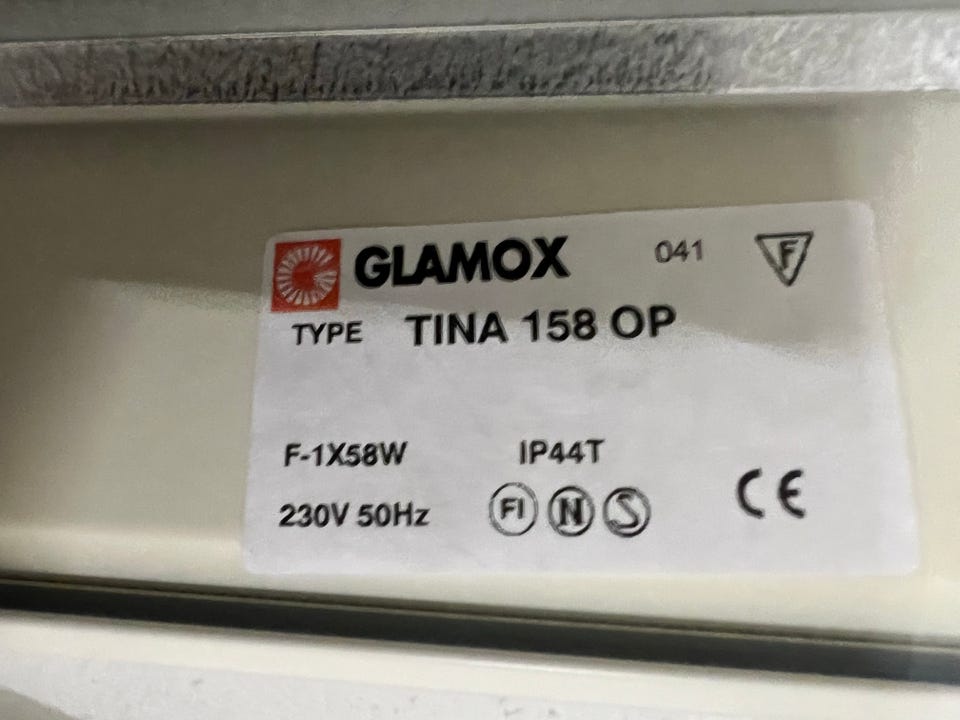 GLAMOX 041 F
TYPE TINA 158 OP
F-1X58W IP44T
230V 50Hz FI N S CE